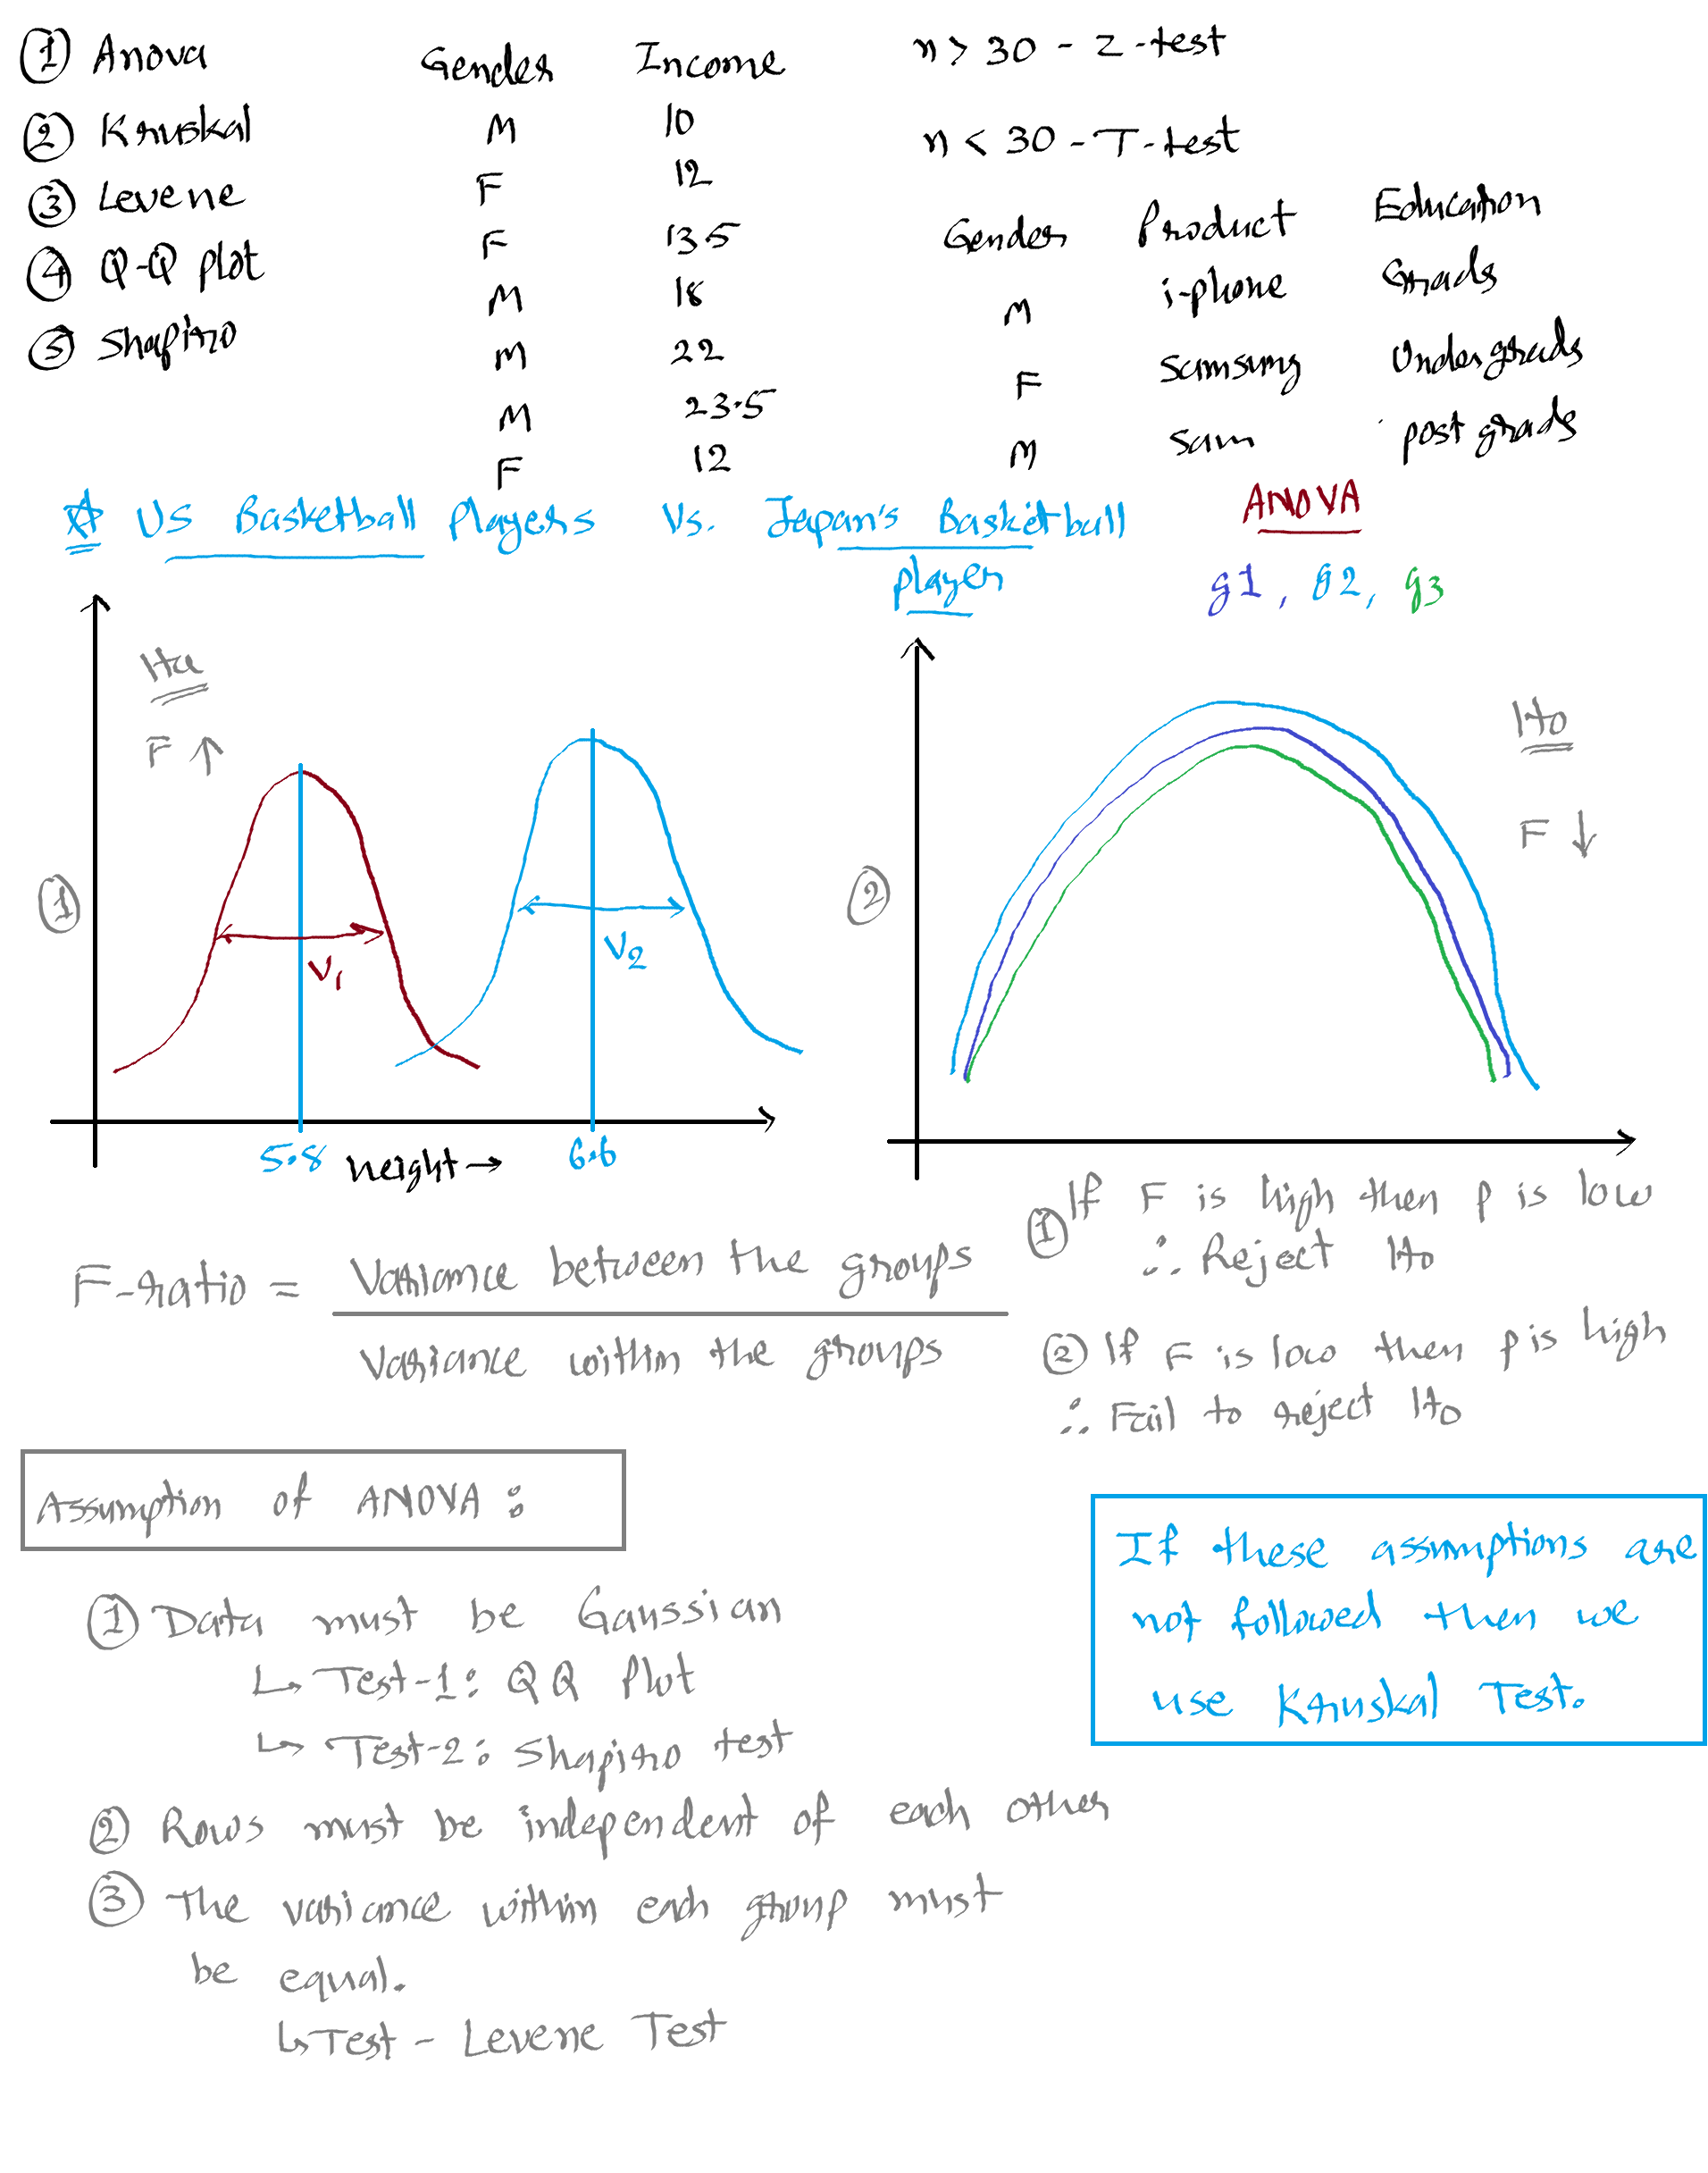 ① Anova
② Kruskal
③ Levene
④ Q-Q plot
⑤ Shapiro
Gender Income
M 10
F 12
F 13.5
M 18
M 22
M 23.5
F 12
n > 30 - Z-test
n < 30 - T-test
Gender Product Education
M i-phone Grads
F Samsung Undergrads
M Sam post grads
US Basketball Players Vs. Japan's Basketball
player
ANOVA
g1, g2, g3
Ha
F ↑
①
V1
V2
5.8 height → 6.6
Ho
F ↓
②
F-ratio = Variance between the groups
Variance within the groups
① If F is high then p is low
∴ Reject Ho
② If F is low then p is high
∴ Fail to reject Ho
Assumption of ANOVA :
① Data must be Gaussian
↳ Test-1: QQ Plot
↳ Test-2: Shapiro test
② Rows must be independent of each other
③ The variance within each group must
be equal.
↳ Test - Levene Test
If these assumptions are
not followed then we
use Kruskal Test.